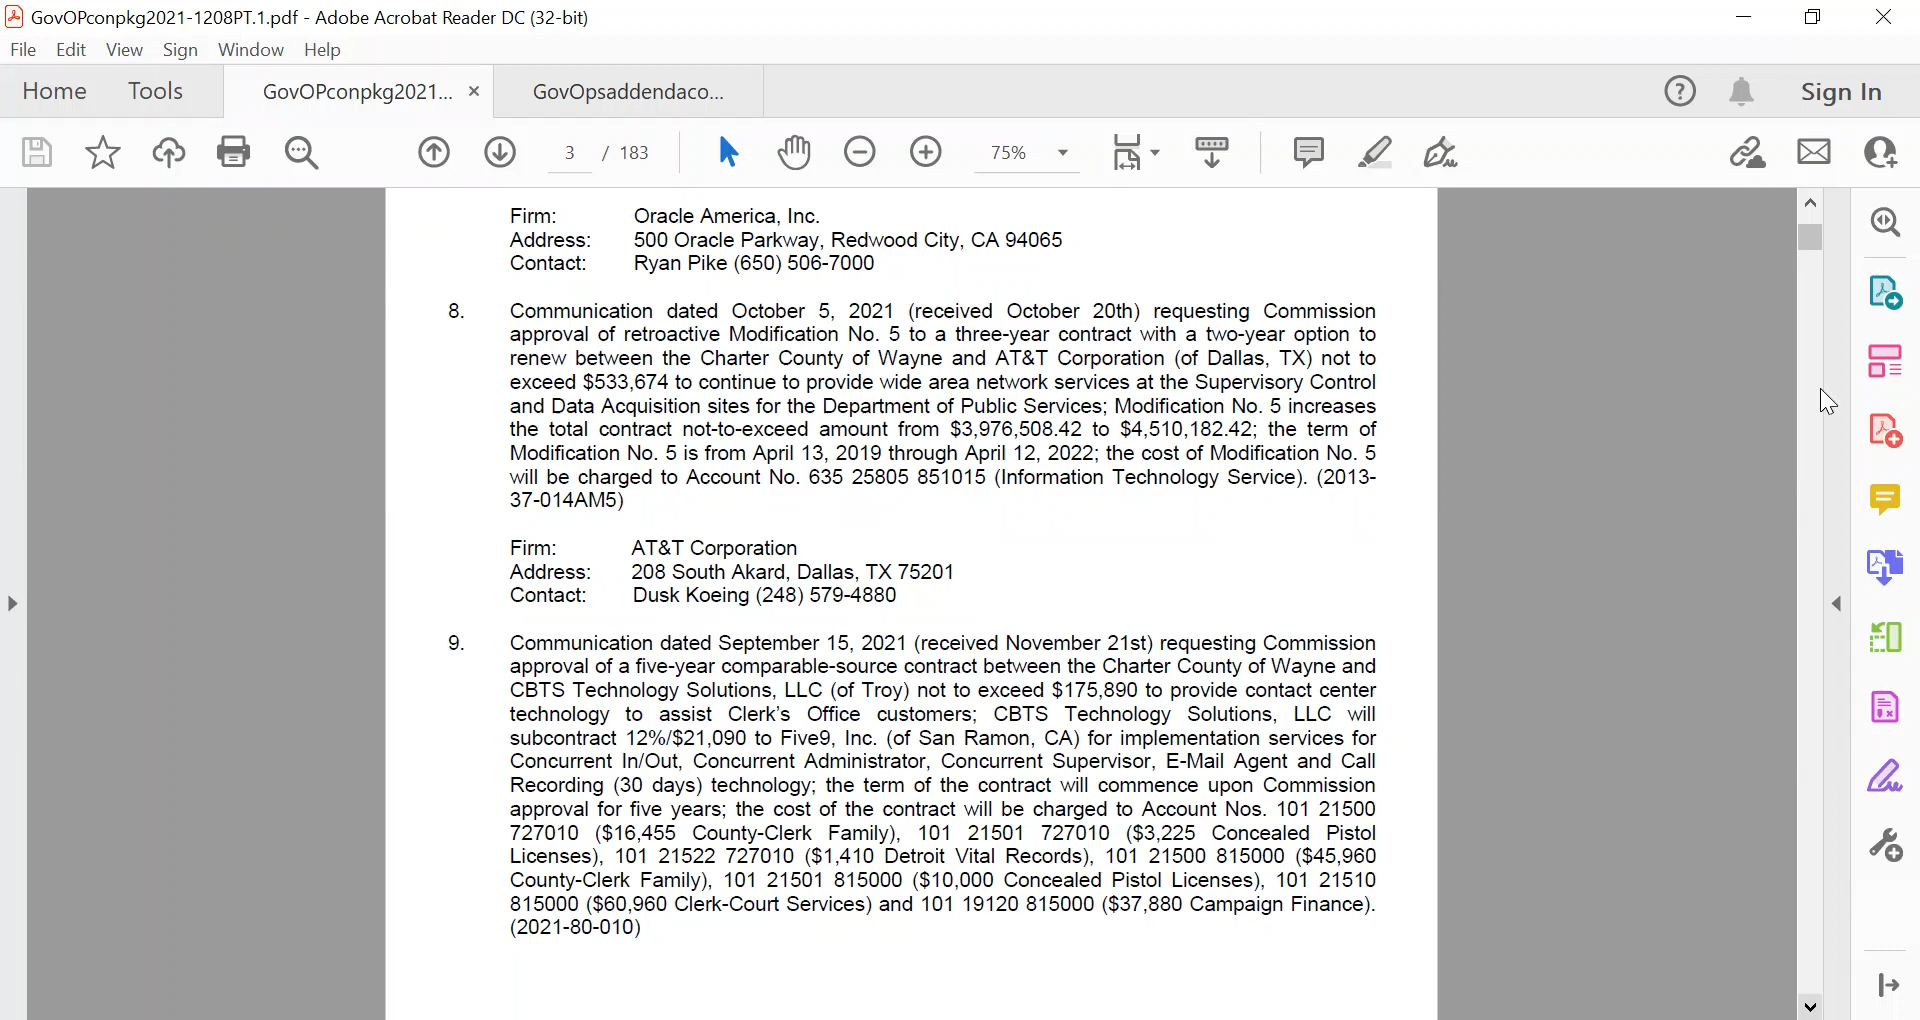 GovOPconpkg2021-1208PT.1.pdf - Adobe Acrobat Reader DC (32-bit)
File Edit View Sign Window Help
Home Tools GovOPconpkg2021... × GovOpsaddendaco... ? Sign In
3 / 183 75%
Firm: Oracle America, Inc.
Address: 500 Oracle Parkway, Redwood City, CA 94065
Contact: Ryan Pike (650) 506-7000
8. Communication dated October 5, 2021 (received October 20th) requesting Commission
approval of retroactive Modification No. 5 to a three-year contract with a two-year option to
renew between the Charter County of Wayne and AT&T Corporation (of Dallas, TX) not to
exceed $533,674 to continue to provide wide area network services at the Supervisory Control
and Data Acquisition sites for the Department of Public Services; Modification No. 5 increases
the total contract not-to-exceed amount from $3,976,508.42 to $4,510,182.42; the term of
Modification No. 5 is from April 13, 2019 through April 12, 2022; the cost of Modification No. 5
will be charged to Account No. 635 25805 851015 (Information Technology Service). (2013-
37-014AM5)
Firm: AT&T Corporation
Address: 208 South Akard, Dallas, TX 75201
Contact: Dusk Koeing (248) 579-4880
9. Communication dated September 15, 2021 (received November 21st) requesting Commission
approval of a five-year comparable-source contract between the Charter County of Wayne and
CBTS Technology Solutions, LLC (of Troy) not to exceed $175,890 to provide contact center
technology to assist Clerk's Office customers; CBTS Technology Solutions, LLC will
subcontract 12%/$21,090 to Five9, Inc. (of San Ramon, CA) for implementation services for
Concurrent In/Out, Concurrent Administrator, Concurrent Supervisor, E-Mail Agent and Call
Recording (30 days) technology; the term of the contract will commence upon Commission
approval for five years; the cost of the contract will be charged to Account Nos. 101 21500
727010 ($16,455 County-Clerk Family), 101 21501 727010 ($3,225 Concealed Pistol
Licenses), 101 21522 727010 ($1,410 Detroit Vital Records), 101 21500 815000 ($45,960
County-Clerk Family), 101 21501 815000 ($10,000 Concealed Pistol Licenses), 101 21510
815000 ($60,960 Clerk-Court Services) and 101 19120 815000 ($37,880 Campaign Finance).
(2021-80-010)